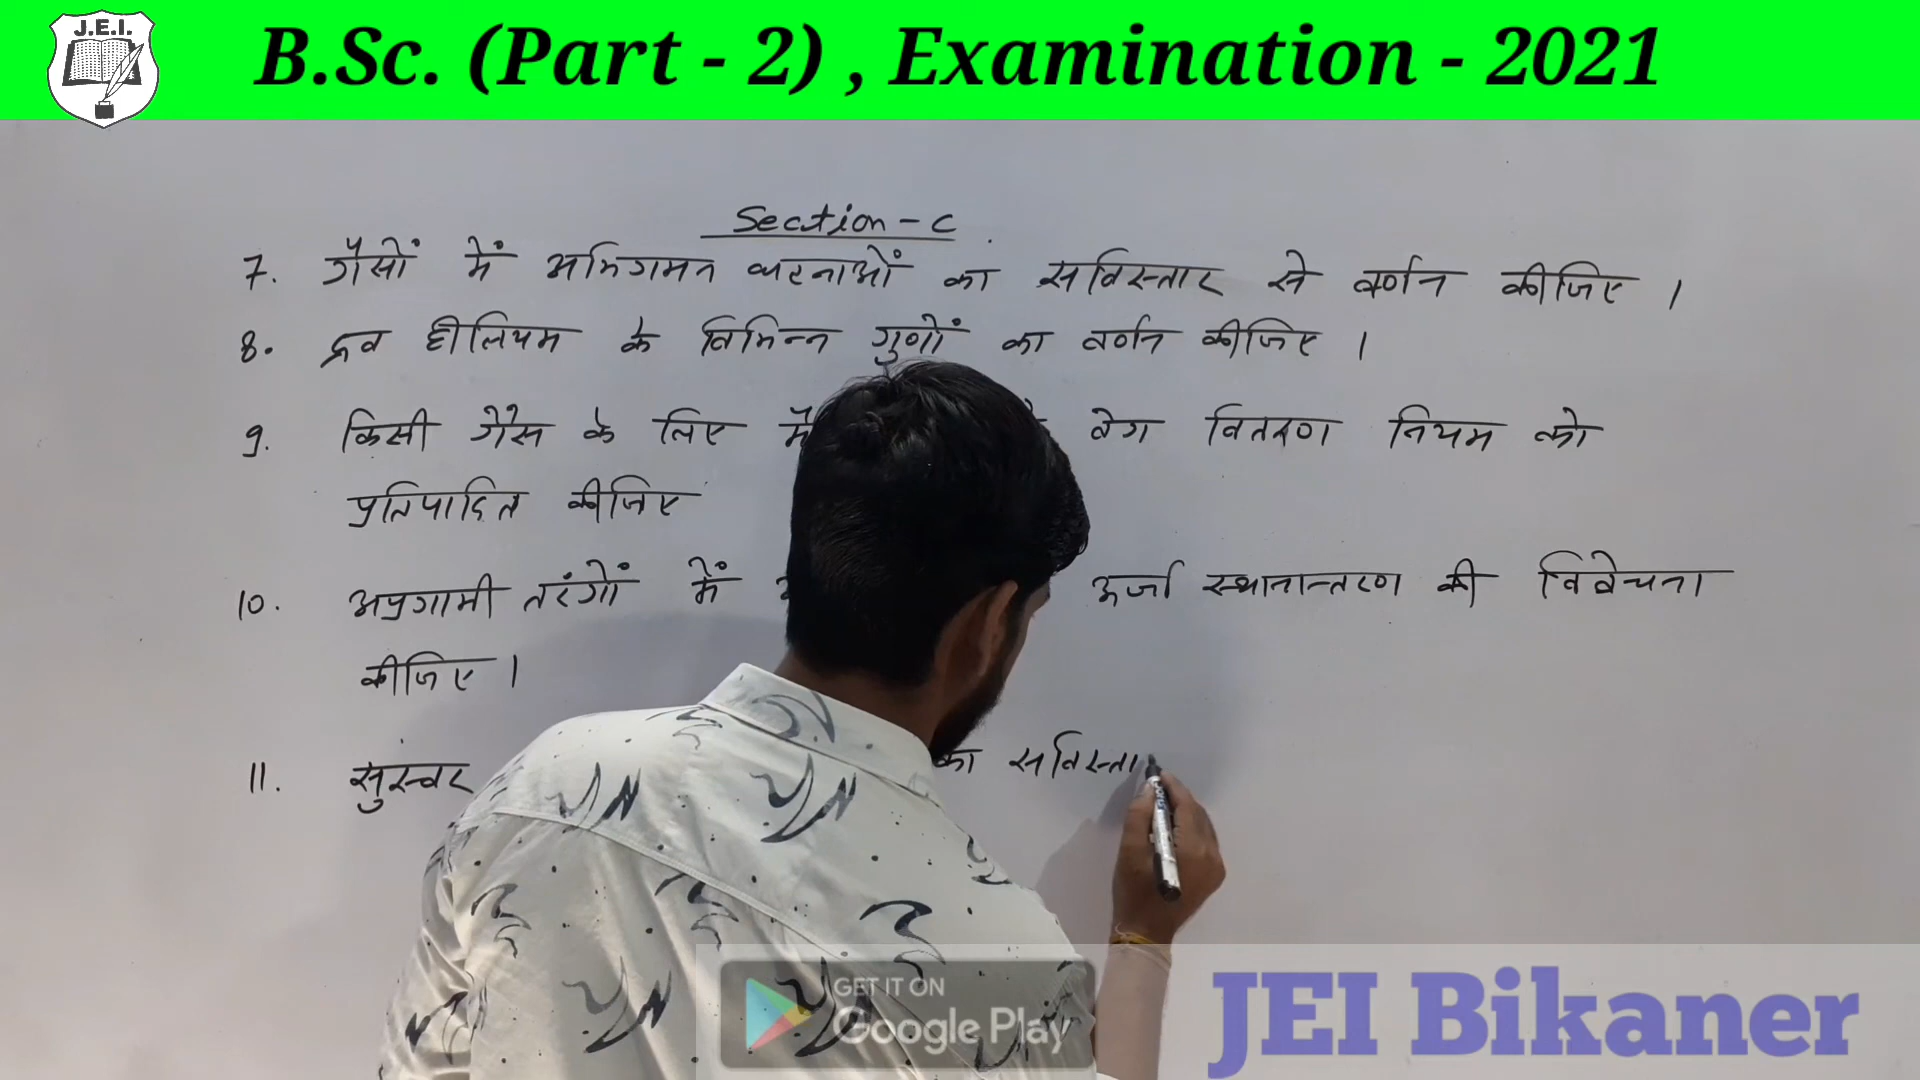 J.E.I.
B.Sc. (Part - 2) , Examination - 2021
Section - C
7. गैसों में अभिगमन घटनाओं का सविस्तार से वर्णन कीजिए ।
8. द्रव हीलियम के विभिन्न गुणों का वर्णन कीजिए ।
9. किसी गैस के लिए वेग वितरण नियम को
प्रतिपादित कीजिए
10. अप्रगामी तरंगों में ऊर्जा स्थानान्तरण की विवेचना
कीजिए ।
11. सुस्वर का सविस्ता
GET IT ON
Google Play
JEI Bikaner